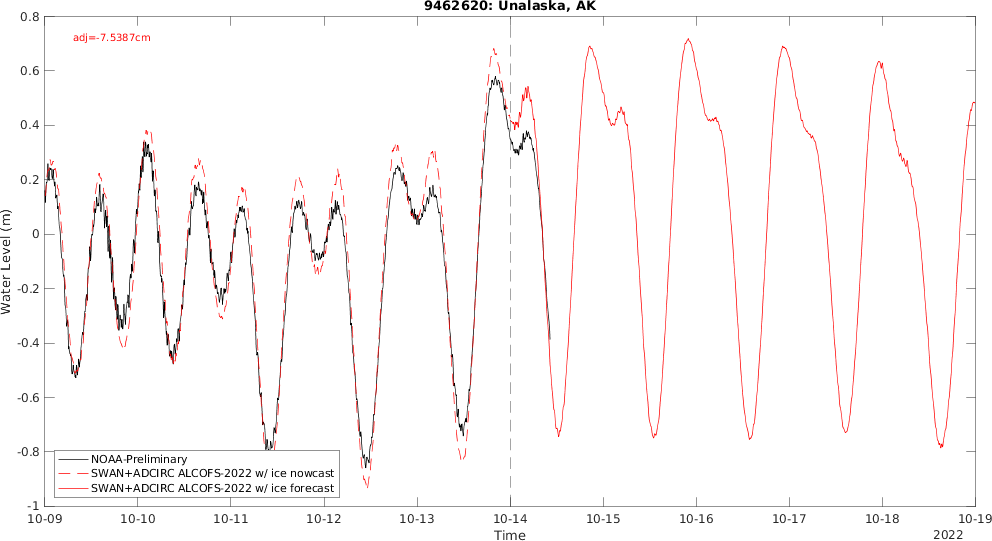 9462620: Unalaska, AK
adj=-7.5387cm
Water Level (m)
0.8
0.6
0.4
0.2
0
-0.2
-0.4
-0.6
-0.8
-1
NOAA-Preliminary
SWAN+ADCIRC ALCOFS-2022 w/ ice nowcast
SWAN+ADCIRC ALCOFS-2022 w/ ice forecast
10-09 10-10 10-11 10-12 10-13 10-14 10-15 10-16 10-17 10-18 10-19
Time
2022